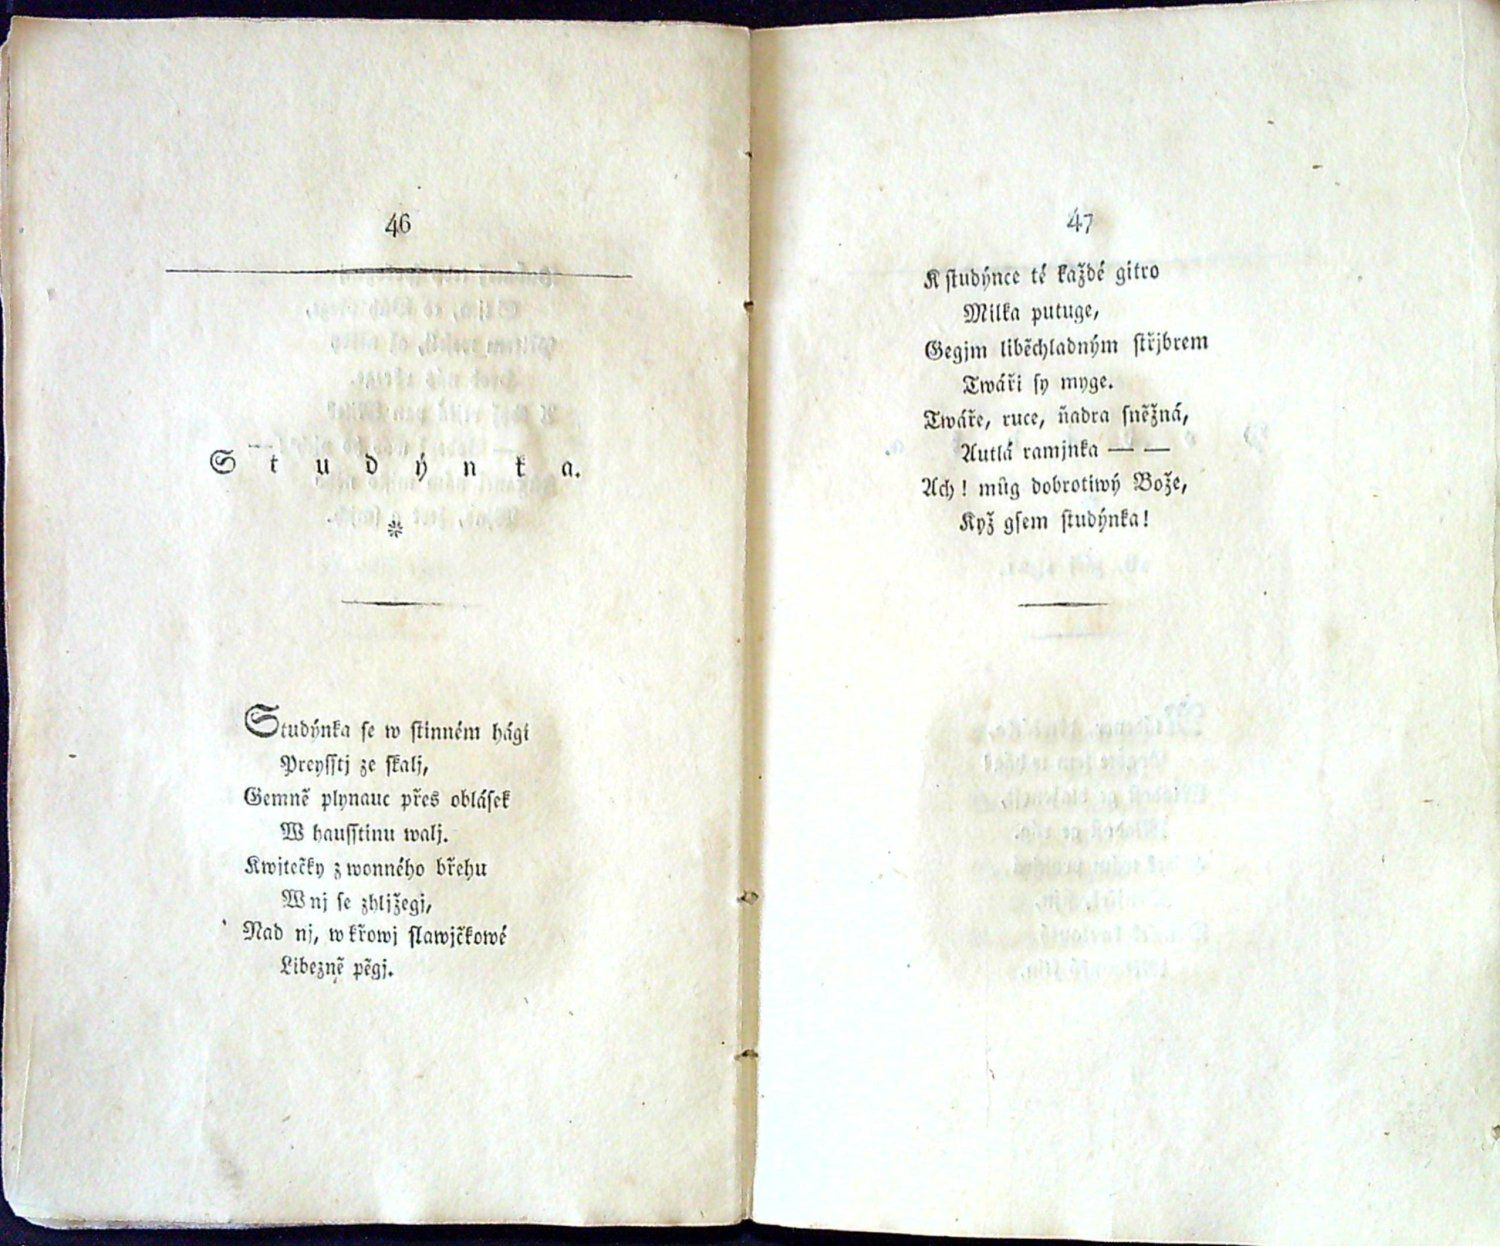 46
Studýnka.
Studýnka ſe w ſtinném hági
Preyſſtj ze ſkalj,
Gemně plynauc přes obláſek
W hauſſtinu walj.
Kwjtečky z wonného břehu
W nj ſe zhljžegj,
Nad nj, w křowj ſlawjčkowé
Libezně pěgj.
47
K ſtudýnce té každé gitro
Milka putuge,
Gegjm liběchladným ſtřjbrem
Twáři ſy myge.
Twáře, ruce, ňadra ſněžná,
Autlá ramjnka — —
Ach! můg dobrotiwý Bože,
Kyž gſem ſtudýnka!